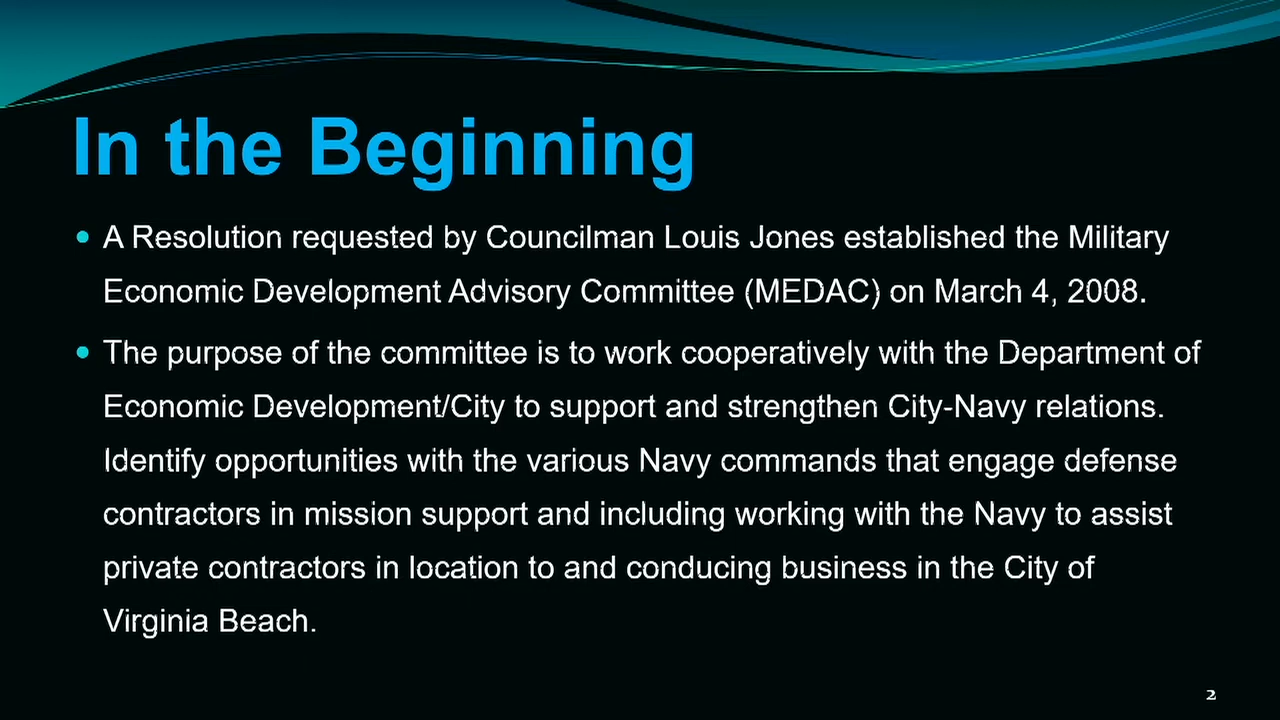 In the Beginning
• A Resolution requested by Councilman Louis Jones established the Military
Economic Development Advisory Committee (MEDAC) on March 4, 2008.
• The purpose of the committee is to work cooperatively with the Department of
Economic Development/City to support and strengthen City-Navy relations.
Identify opportunities with the various Navy commands that engage defense
contractors in mission support and including working with the Navy to assist
private contractors in location to and conducing business in the City of
Virginia Beach.
2